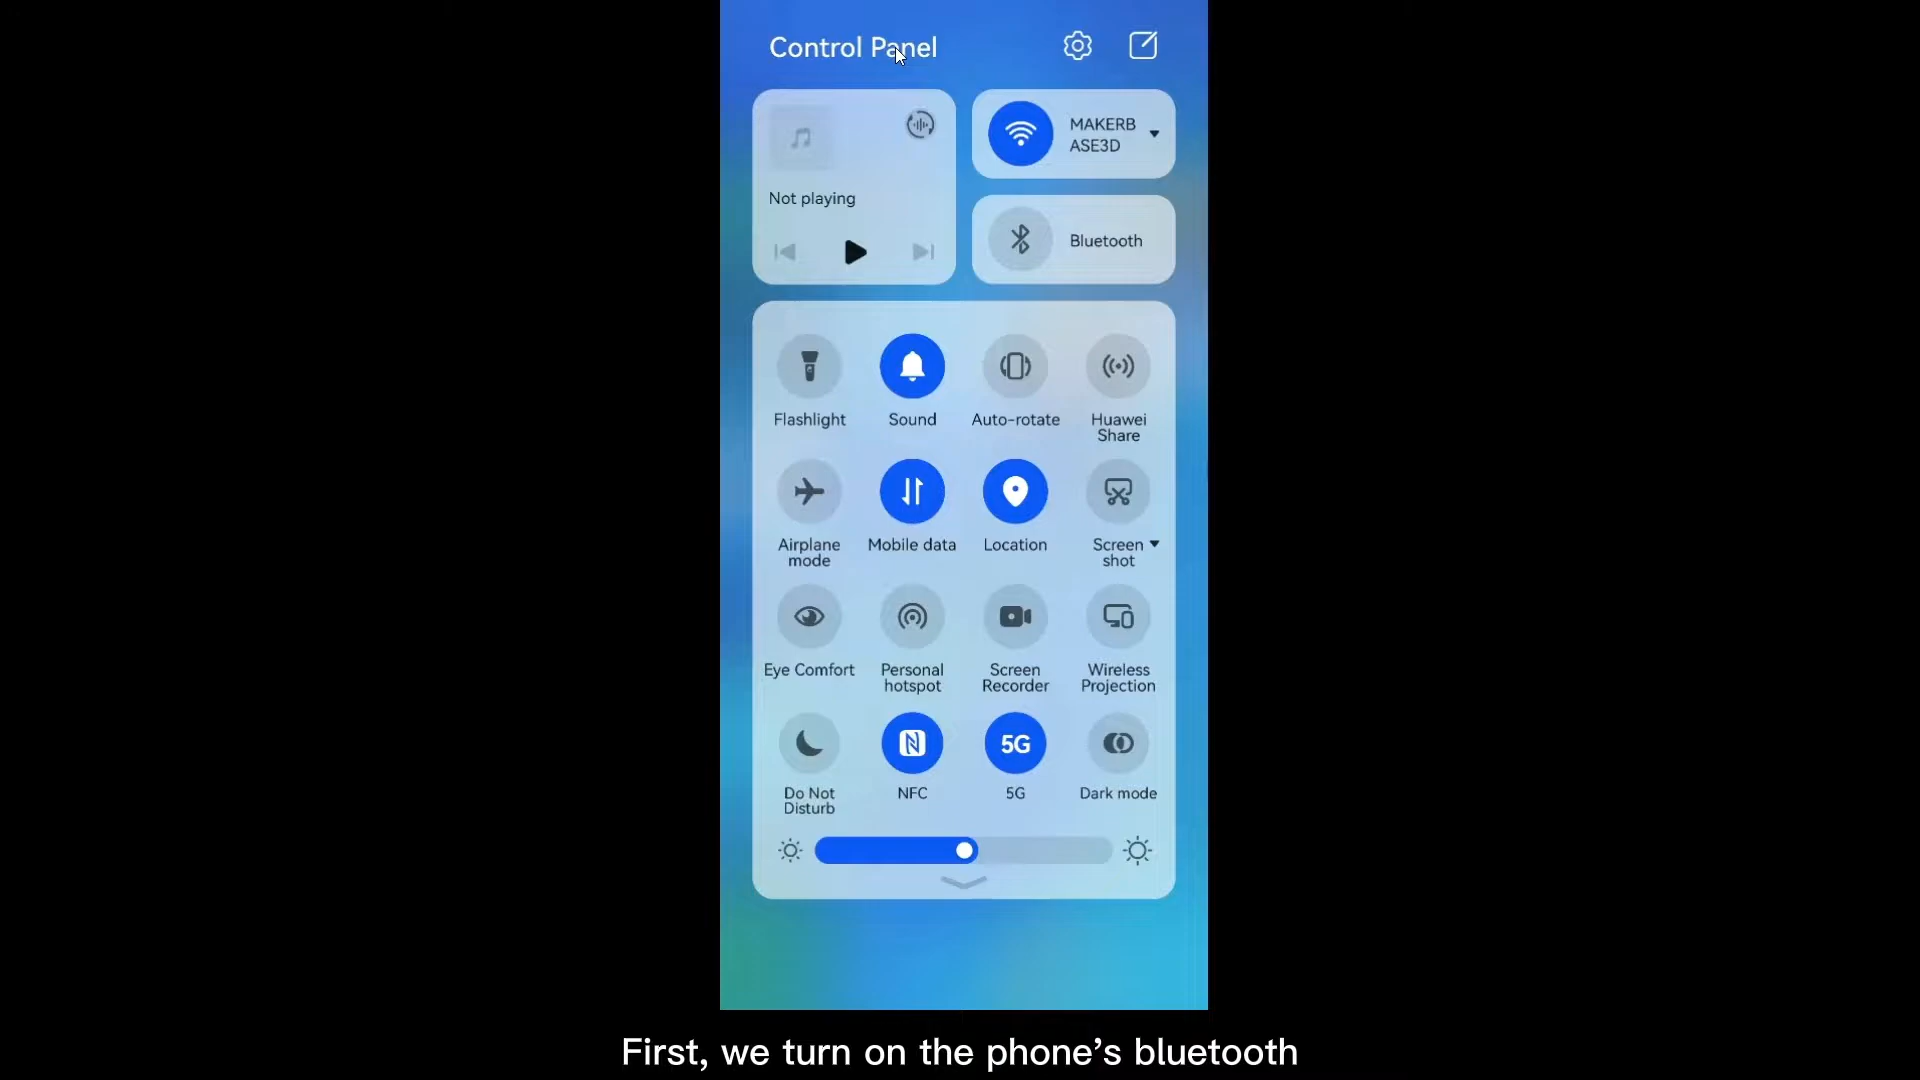 Control Panel
MAKERB
ASE3D
Not playing
Bluetooth
Flashlight
Sound
Auto-rotate
Huawei
Share
Airplane
mode
Mobile data
Location
Screen
shot
Eye Comfort
Personal
hotspot
Screen
Recorder
Wireless
Projection
5G
Do Not
Disturb
NFC
5G
Dark mode
First, we turn on the phone’s bluetooth